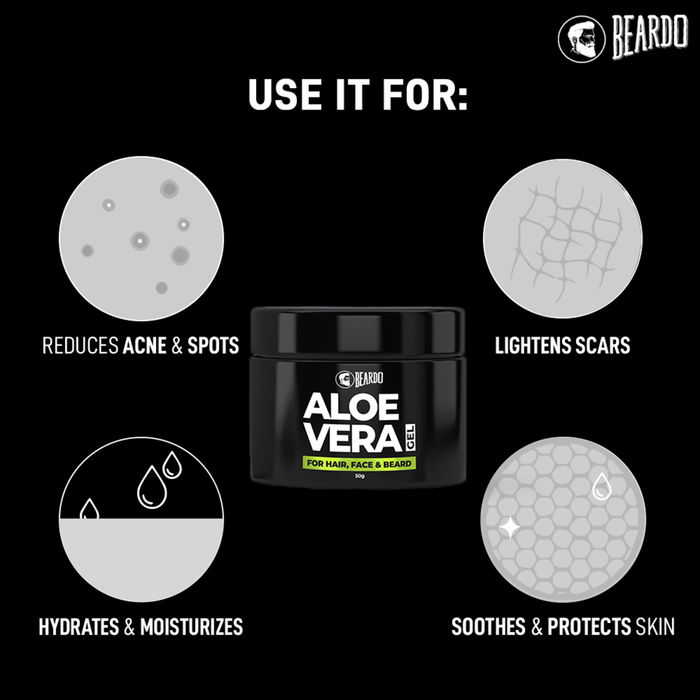 BEARDO
USE IT FOR:
REDUCES ACNE & SPOTS
LIGHTENS SCARS
BEARDO
ALOE
VERA GEL
FOR HAIR, FACE & BEARD
50g
HYDRATES & MOISTURIZES
SOOTHES & PROTECTS SKIN